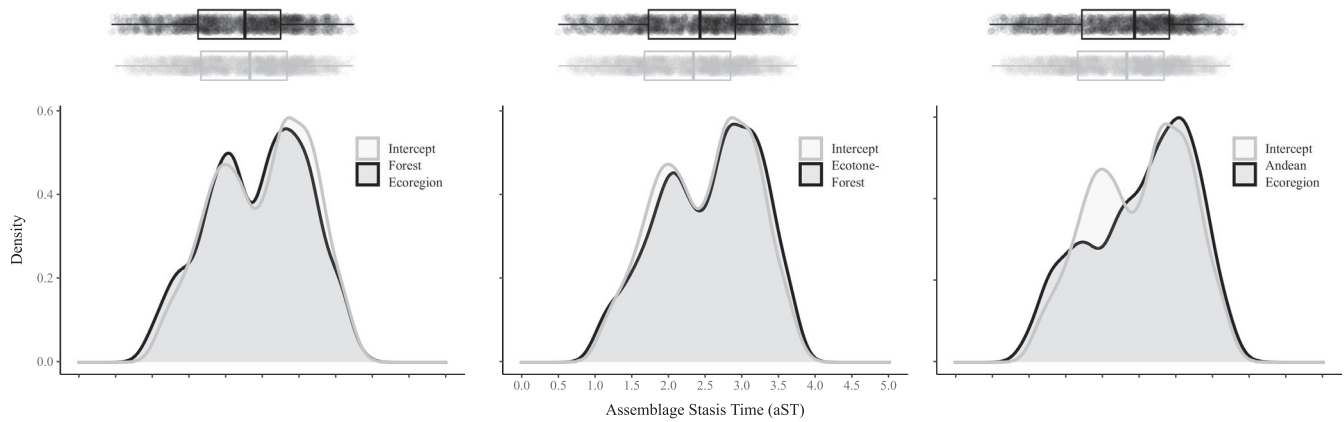 0.6
0.4
0.2
0.0
Density
Intercept
Forest
Ecoregion
Intercept
Ecotone-
Forest
Intercept
Andean
Ecoregion
0.0 0.5 1.0 1.5 2.0 2.5 3.0 3.5 4.0 4.5 5.0
Assemblage Stasis Time (aST)